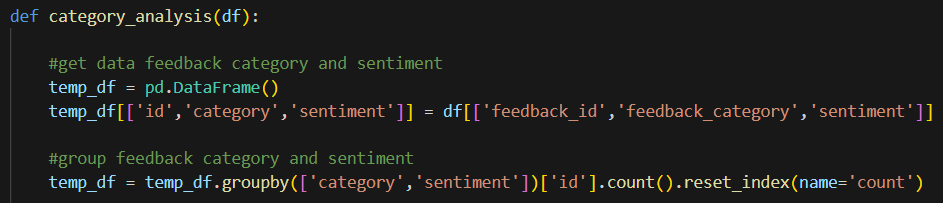 def category_analysis(df):
#get data feedback category and sentiment
temp_df = pd.DataFrame()
temp_df[['id','category','sentiment']] = df[['feedback_id','feedback_category','sentiment']]
#group feedback category and sentiment
temp_df = temp_df.groupby(['category','sentiment'])['id'].count().reset_index(name='count')